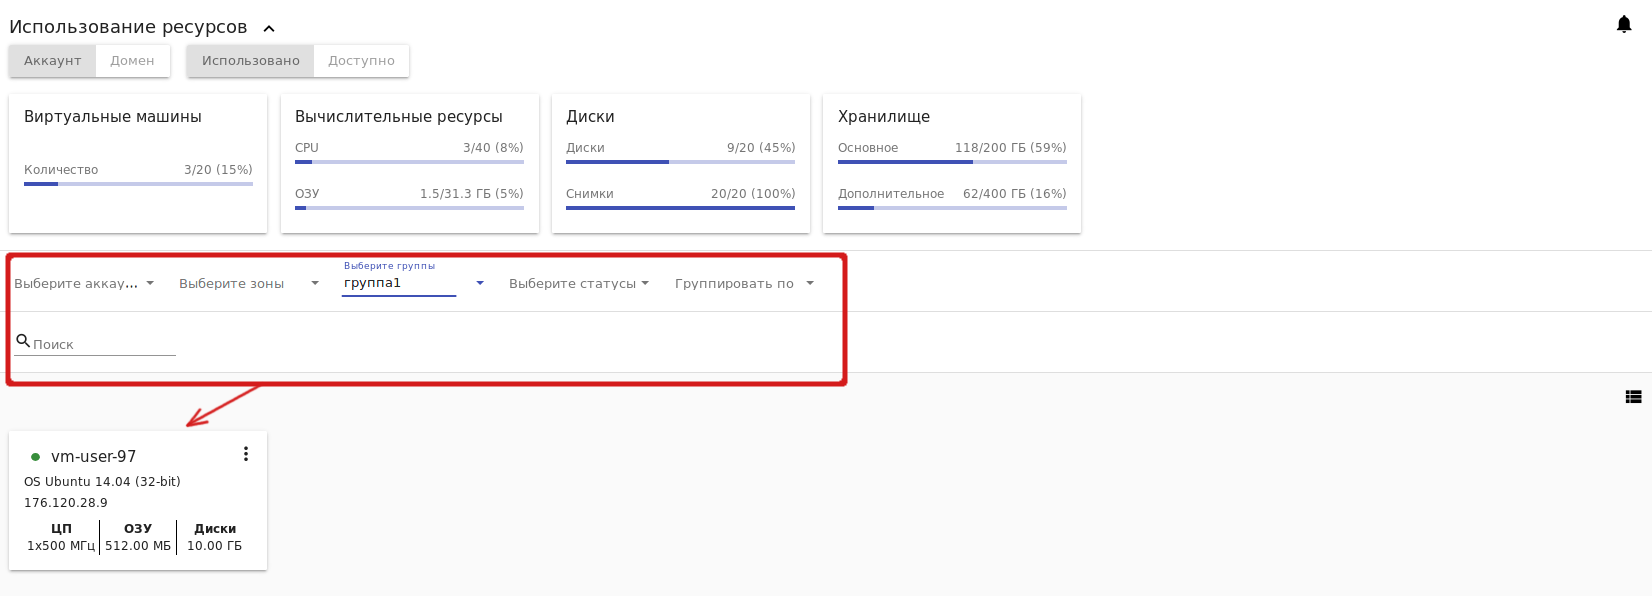 Использование ресурсов
Аккаунт Домен Использовано Доступно
Виртуальные машины
Количество 3/20 (15%)
Вычислительные ресурсы
CPU 3/40 (8%)
ОЗУ 1.5/31.3 ГБ (5%)
Диски
Диски 9/20 (45%)
Снимки 20/20 (100%)
Хранилище
Основное 118/200 ГБ (59%)
Дополнительное 62/400 ГБ (16%)
Выберите аккау... Выберите зоны Выберите группы группа1 Выберите статусы Группировать по
Поиск
vm-user-97
OS Ubuntu 14.04 (32-bit)
176.120.28.9
ЦП ОЗУ Диски
1x500 МГц 512.00 МБ 10.00 ГБ